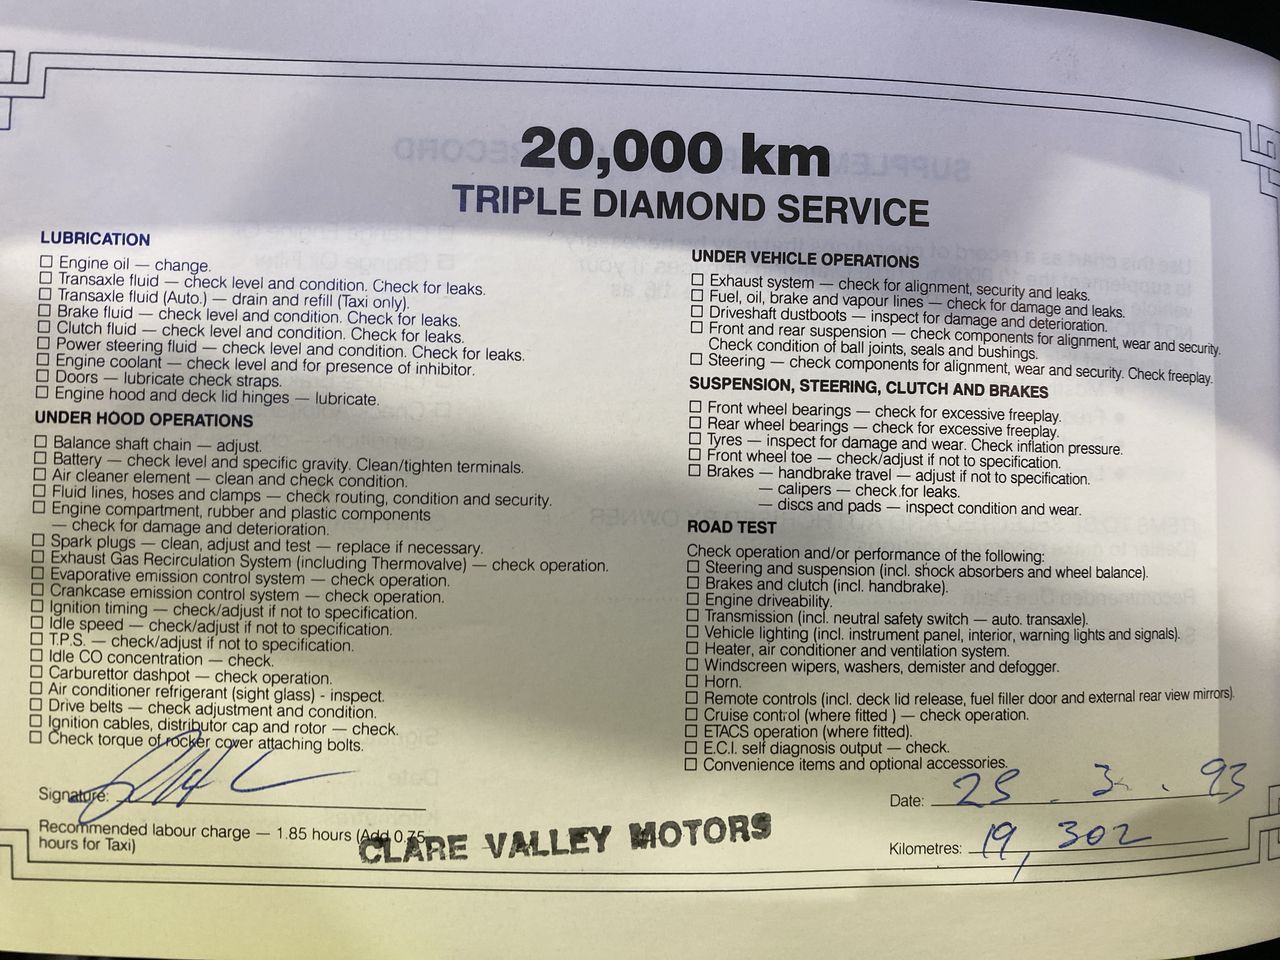 20,000 km
TRIPLE DIAMOND SERVICE
LUBRICATION
Engine oil — change.
Transaxle fluid — check level and condition. Check for leaks.
Transaxle fluid (Auto.) — drain and refill (Taxi only).
Brake fluid — check level and condition. Check for leaks.
Clutch fluid — check level and condition. Check for leaks.
Power steering fluid — check level and condition. Check for leaks.
Engine coolant — check level and for presence of inhibitor.
Doors — lubricate check straps.
Engine hood and deck lid hinges — lubricate.
UNDER HOOD OPERATIONS
Balance shaft chain — adjust.
Battery — check level and specific gravity. Clean/tighten terminals.
Air cleaner element — clean and check condition.
Fluid lines, hoses and clamps — check routing, condition and security.
Engine compartment, rubber and plastic components
— check for damage and deterioration.
Spark plugs — clean, adjust and test — replace if necessary.
Exhaust Gas Recirculation System (including Thermovalve) — check operation.
Evaporative emission control system — check operation.
Crankcase emission control system — check operation.
Ignition timing — check/adjust if not to specification.
Idle speed — check/adjust if not to specification.
T.P.S. — check/adjust if not to specification.
Idle CO concentration — check.
Carburettor dashpot — check operation.
Air conditioner refrigerant (sight glass) - inspect.
Drive belts — check adjustment and condition.
Ignition cables, distributor cap and rotor — check.
Check torque of rocker cover attaching bolts.
Signature:
Recommended labour charge — 1.85 hours (Add 0.75
hours for Taxi)
CLARE VALLEY MOTORS
UNDER VEHICLE OPERATIONS
Exhaust system — check for alignment, security and leaks.
Fuel, oil, brake and vapour lines — check for damage and leaks.
Driveshaft dustboots — inspect for damage and deterioration.
Front and rear suspension — check components for alignment, wear and security.
Check condition of ball joints, seals and bushings.
Steering — check components for alignment, wear and security. Check freeplay.
SUSPENSION, STEERING, CLUTCH AND BRAKES
Front wheel bearings — check for excessive freeplay.
Rear wheel bearings — check for excessive freeplay.
Tyres — inspect for damage and wear. Check inflation pressure.
Front wheel toe — check/adjust if not to specification.
Brakes — handbrake travel — adjust if not to specification.
— calipers — check for leaks.
— discs and pads — inspect condition and wear.
ROAD TEST
Check operation and/or performance of the following:
Steering and suspension (incl. shock absorbers and wheel balance).
Brakes and clutch (incl. handbrake).
Engine driveability.
Transmission (incl. neutral safety switch — auto. transaxle).
Vehicle lighting (incl. instrument panel, interior, warning lights and signals).
Heater, air conditioner and ventilation system.
Windscreen wipers, washers, demister and defogger.
Horn.
Remote controls (incl. deck lid release, fuel filler door and external rear view mirrors).
Cruise control (where fitted ) — check operation.
ETACS operation (where fitted).
E.C.I. self diagnosis output — check.
Convenience items and optional accessories.
Date: 25 . 3 . 93
Kilometres: 19,302